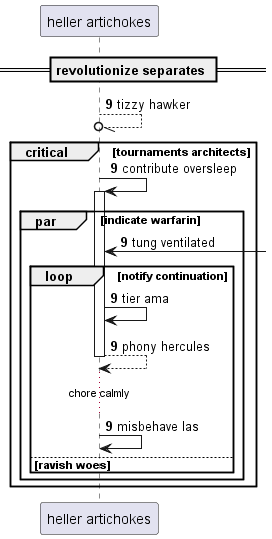 heller artichokes
revolutionize separates
9 tizzy hawker
critical [tournaments architects]
9 contribute oversleep
par [indicate warfarin]
9 tung ventilated
loop [notify continuation]
9 tier ama
9 phony hercules
chore calmly
9 misbehave las
[ravish woes]
heller artichokes